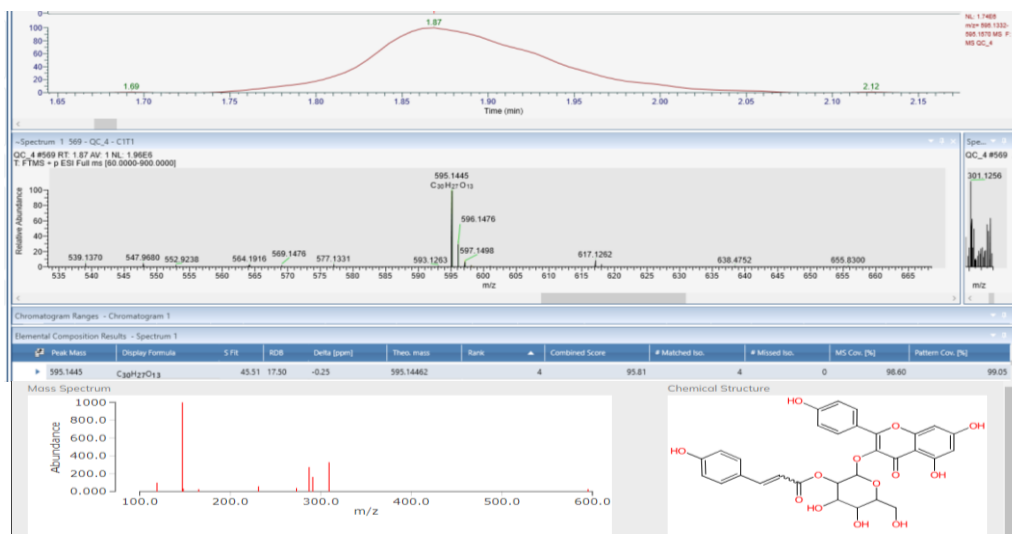 NL: 1.74E6
m/z= 595.1332-
595.1570 MS F:
MS QC_4
100
80
60
40
20
0
1.87
1.69
2.12
1.65 1.70 1.75 1.80 1.85 1.90 1.95 2.00 2.05 2.10 2.15
Time (min)
~Spectrum 1 569 - QC_4 - C1T1
QC_4 #569 RT: 1.87 AV: 1 NL: 1.96E6
T: FTMS + p ESI Full ms [60.0000-900.0000]
Relative Abundance
100
80
60
40
20
0
595.1445
C30H27O13
596.1476
597.1498
539.1370
547.9680
552.9238
564.1916
569.1476
577.1331
593.1263
617.1262
638.4752
655.8300
535 540 545 550 555 560 565 570 575 580 585 590 595 600 605 610 615 620 625 630 635 640 645 650 655 660 665
m/z
Spe...
QC_4 #569
301.1256
m/z
Chromatogram Ranges - Chromatogram 1
Elemental Composition Results - Spectrum 1
Peak Mass Display Formula S Fit RDB Delta [ppm] Theo. mass Rank Combined Score # Matched Iso. # Missed Iso. MS Cov. [%] Pattern Cov. [%]
595.1445 C30H27O13 45.51 17.50 -0.25 595.14462 4 95.81 4 0 98.60 99.05
Mass Spectrum
Abundance
1000
800.0
600.0
400.0
200.0
0.000
100.0 200.0 300.0 400.0 500.0 600.0
m/z
Chemical Structure
HO
O
OH
HO
O
O
OH
O
O
O
HO
OH
OH